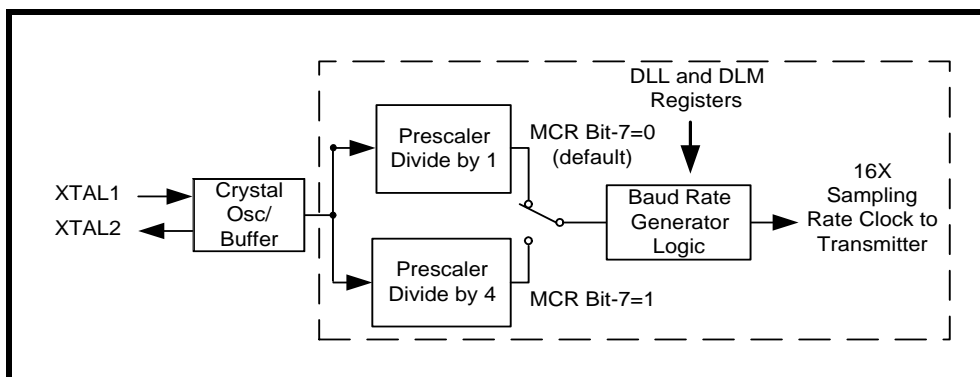 DLL and DLM
Registers
Prescaler
Divide by 1
MCR Bit-7=0
(default)
XTAL1
XTAL2
Crystal
Osc/
Buffer
Baud Rate
Generator
Logic
16X
Sampling
Rate Clock to
Transmitter
Prescaler
Divide by 4
MCR Bit-7=1